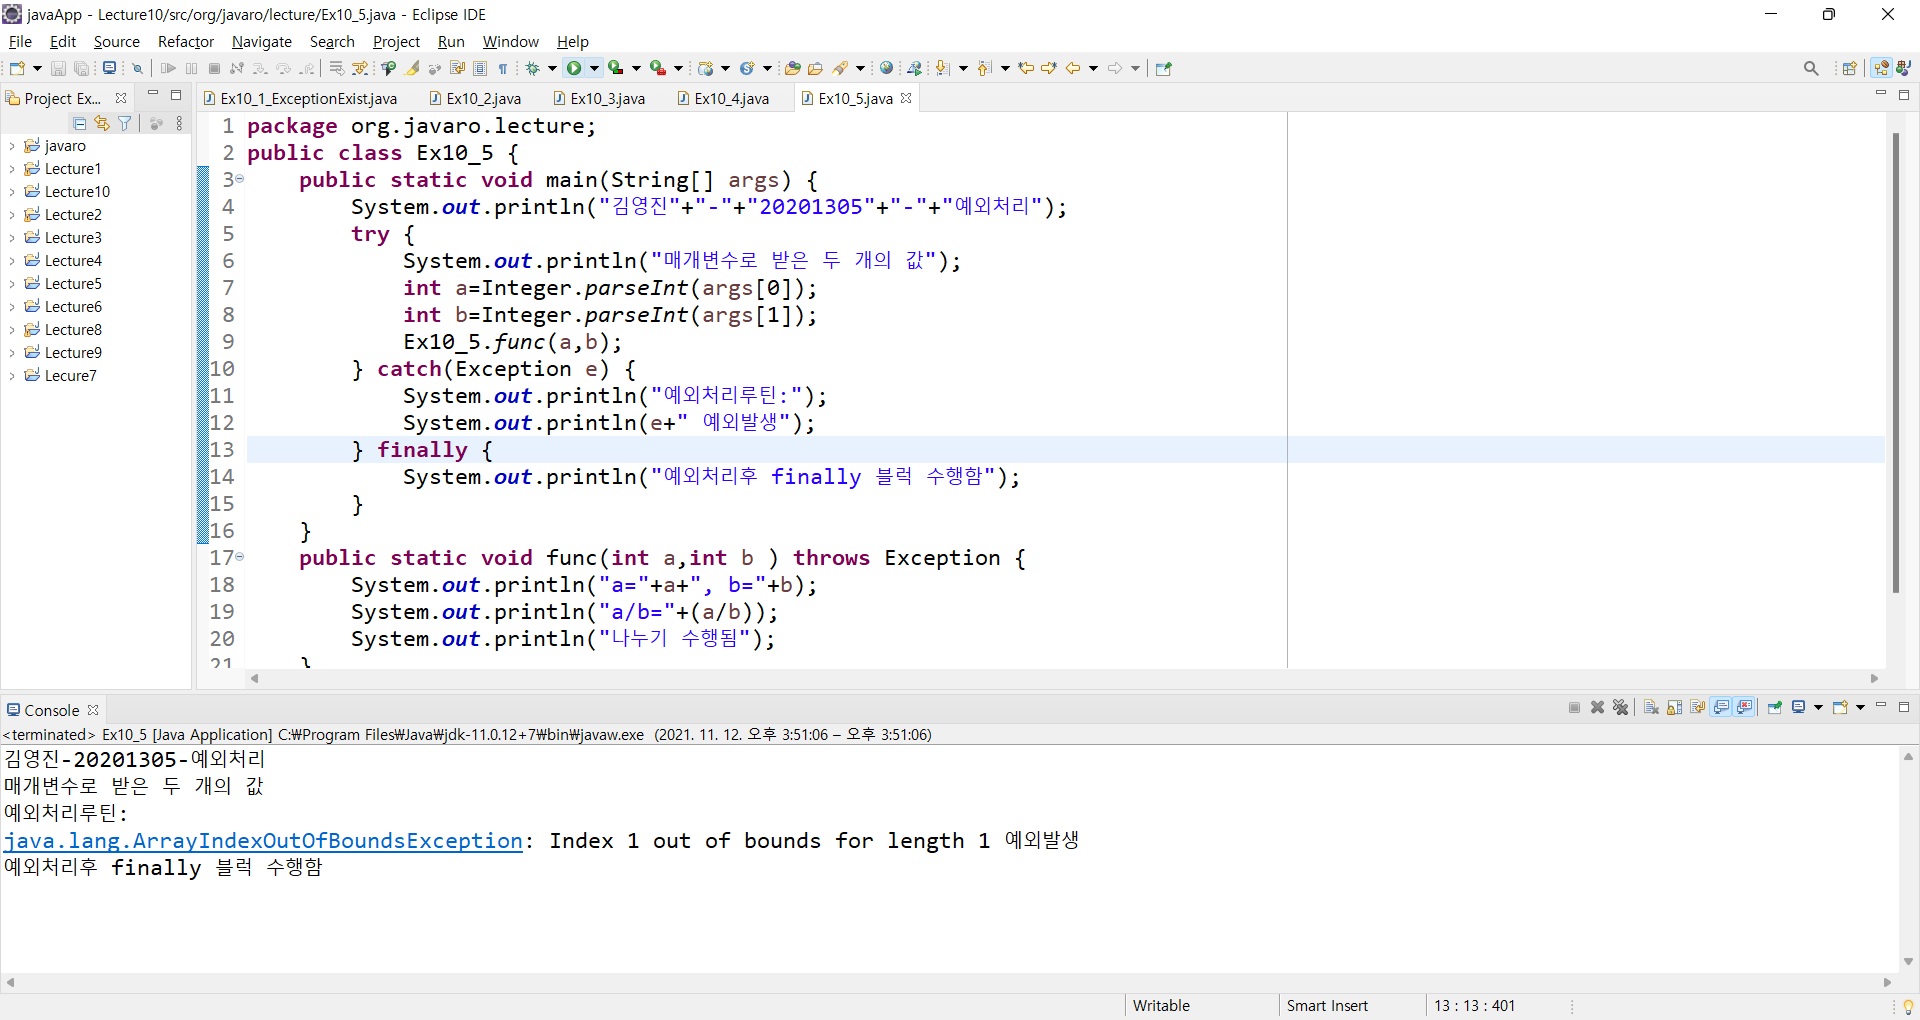 javaApp - Lecture10/src/org/javaro/lecture/Ex10_5.java - Eclipse IDE
File Edit Source Refactor Navigate Search Project Run Window Help
Project Ex...
Ex10_1_ExceptionExist.java Ex10_2.java Ex10_3.java Ex10_4.java Ex10_5.java
javaro
Lecture1
Lecture10
Lecture2
Lecture3
Lecture4
Lecture5
Lecture6
Lecture8
Lecture9
Lecure7
1 package org.javaro.lecture;
2 public class Ex10_5 {
3 public static void main(String[] args) {
4 System.out.println("김영진"+"-"+"20201305"+"-"+"예외처리");
5 try {
6 System.out.println("매개변수로 받은 두 개의 값");
7 int a=Integer.parseInt(args[0]);
8 int b=Integer.parseInt(args[1]);
9 Ex10_5.func(a,b);
10 } catch(Exception e) {
11 System.out.println("예외처리루틴:");
12 System.out.println(e+" 예외발생");
13 } finally {
14 System.out.println("예외처리후 finally 블럭 수행함");
15 }
16 }
17 public static void func(int a,int b ) throws Exception {
18 System.out.println("a="+a+", b="+b);
19 System.out.println("a/b="+(a/b));
20 System.out.println("나누기 수행됨");
21 }
Console
<terminated> Ex10_5 [Java Application] C:₩Program Files₩Java₩jdk-11.0.12+7₩bin₩javaw.exe (2021. 11. 12. 오후 3:51:06 – 오후 3:51:06)
김영진-20201305-예외처리
매개변수로 받은 두 개의 값
예외처리루틴:
java.lang.ArrayIndexOutOfBoundsException: Index 1 out of bounds for length 1 예외발생
예외처리후 finally 블럭 수행함
Writable Smart Insert 13 : 13 : 401